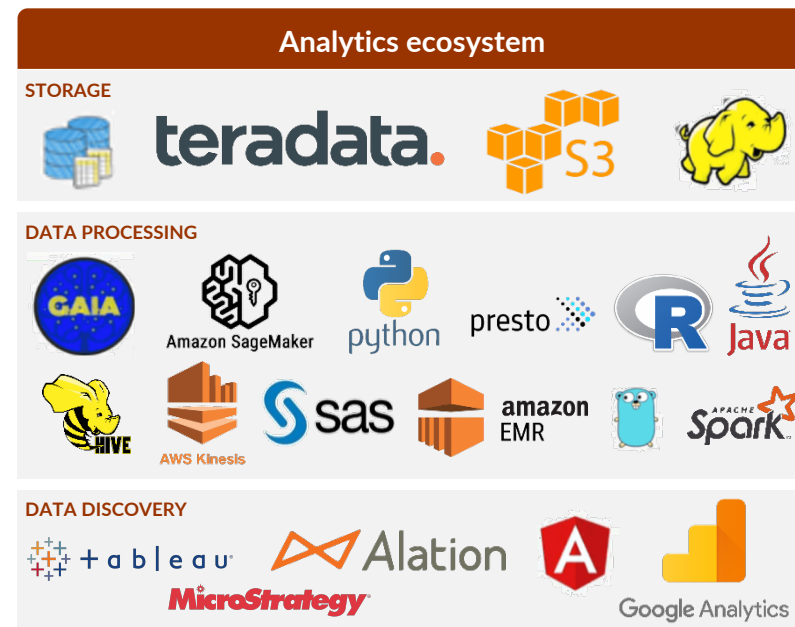 Analytics ecosystem
STORAGE
teradata.
S3
DATA PROCESSING
GAIA
Amazon SageMaker
python
presto
R
Java
HIVE
AWS Kinesis
sas
amazon
EMR
APACHE
Spark
DATA DISCOVERY
+ a b l e a u
Alation
A
MicroStrategy
Google Analytics